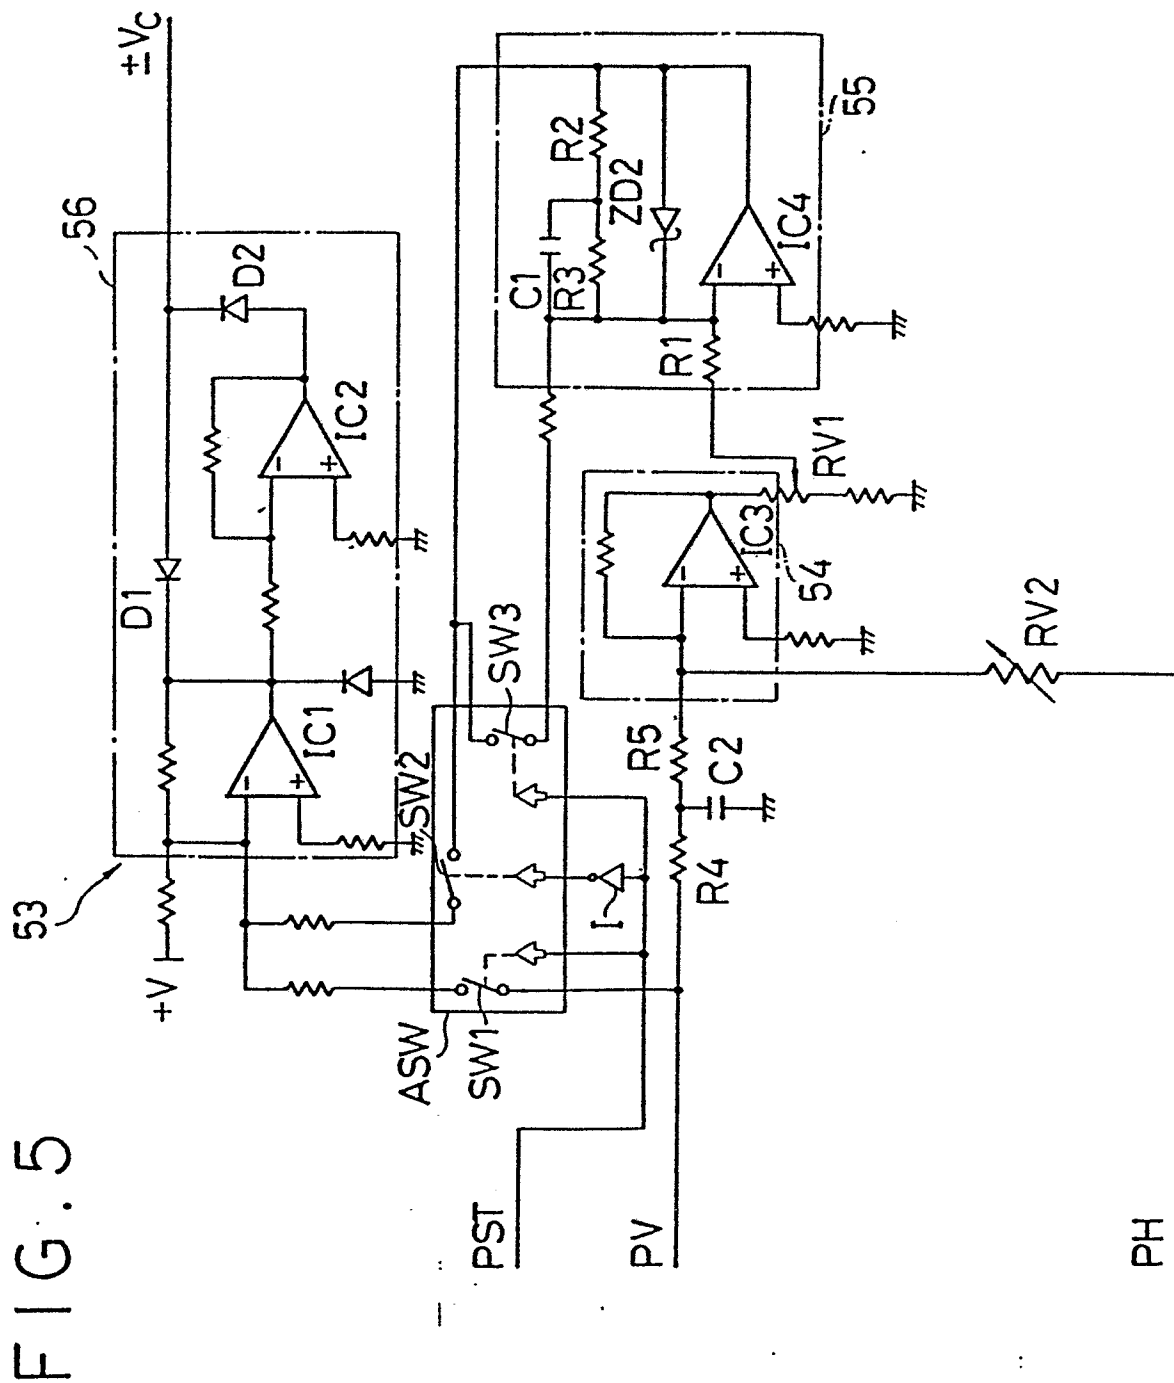 FIG. 5
53
56
±VC
+V
D1
D2
IC1
IC2
ASW
SW1
SW2
SW3
I
PST
PV
PH
R4
C2
R5
54
IC3
RV1
RV2
R1
C1
R3
R2
ZD2
IC4
55
- + 
- +
- +
- +